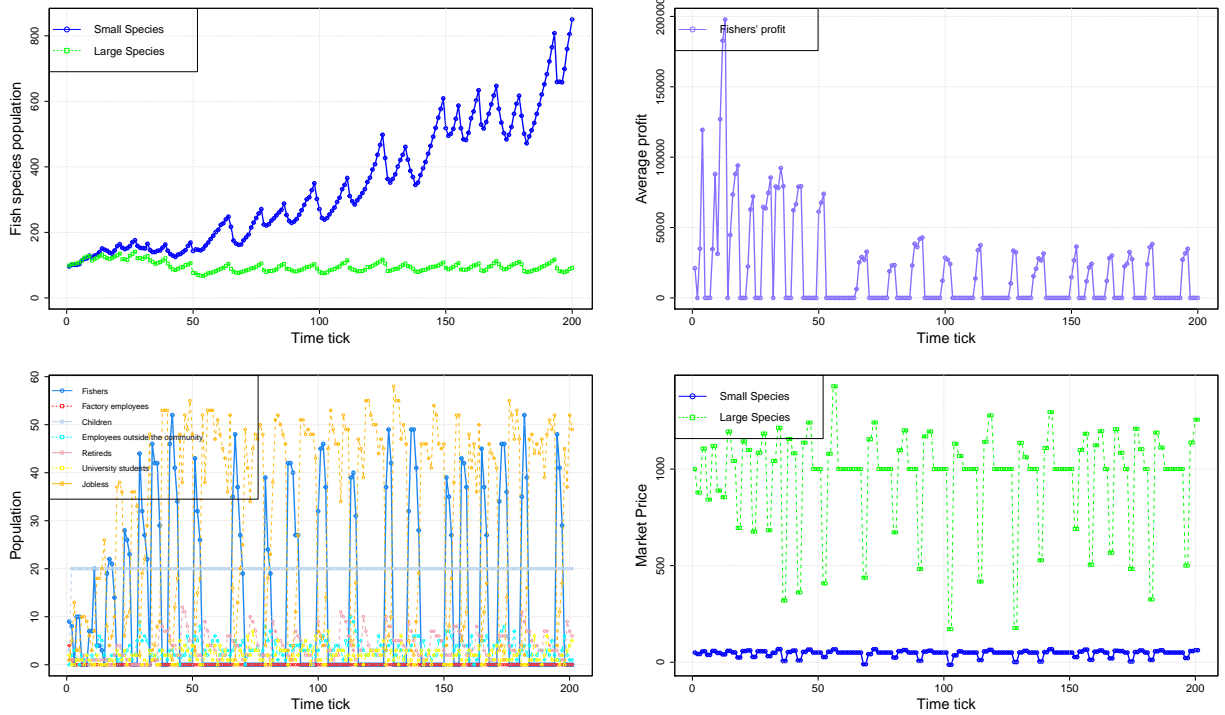 Small Species
Large Species
Fish species population
0
200
400
600
800
0
50
100
150
200
Time tick
Fishers' profit
Average profit
0
50000
100000
150000
200000
0
50
100
150
200
Time tick
Fishers
Factory employees
Children
Employees outside the community
Retireds
University students
Jobless
Population
0
10
20
30
40
50
60
0
50
100
150
200
Time tick
Small Species
Large Species
Market Price
0
500
1000
0
50
100
150
200
Time tick